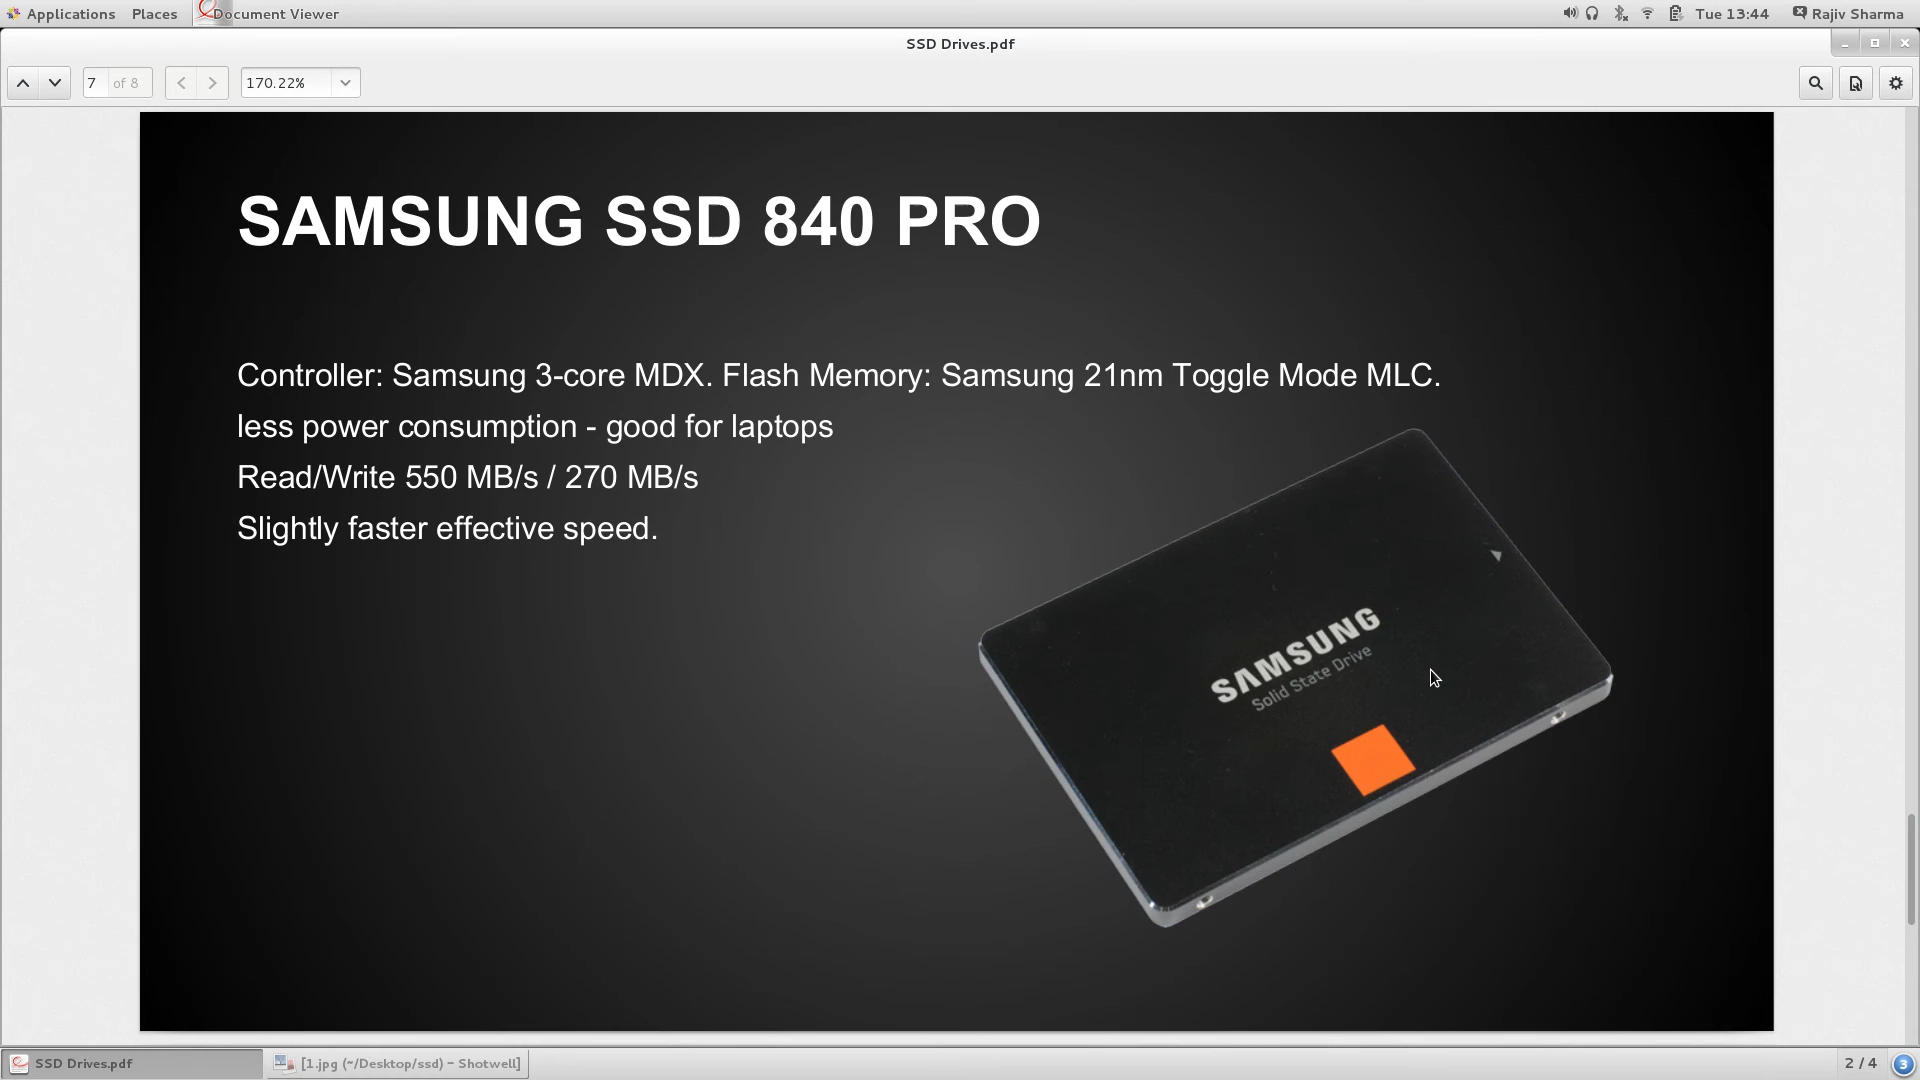 Applications Places Document Viewer Tue 13:44 Rajiv Sharma
SSD Drives.pdf
7 of 8 170.22%
SAMSUNG SSD 840 PRO
Controller: Samsung 3-core MDX. Flash Memory: Samsung 21nm Toggle Mode MLC.
less power consumption - good for laptops
Read/Write 550 MB/s / 270 MB/s
Slightly faster effective speed.
SAMSUNG
Solid State Drive
SSD Drives.pdf [1.jpg (~/Desktop/ssd) - Shotwell] 2 / 4 3